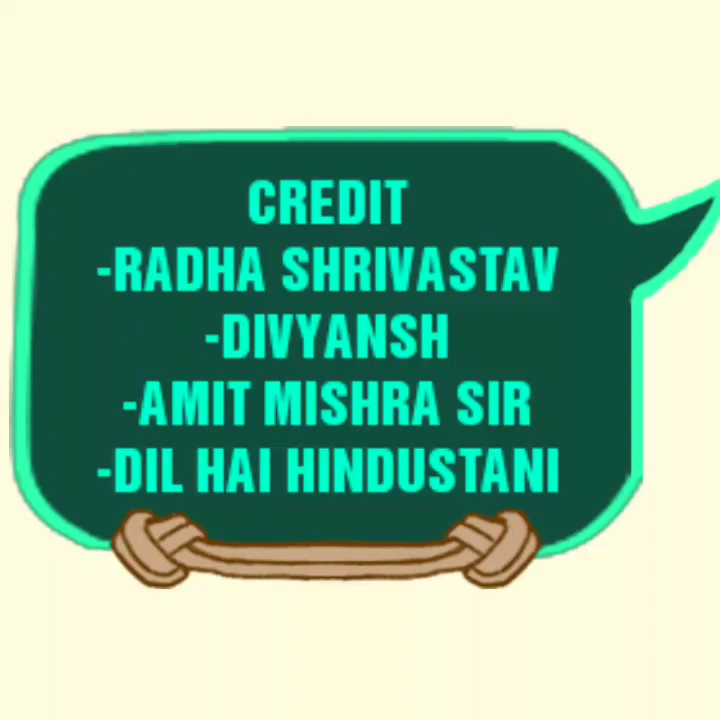 CREDIT
-RADHA SHRIVASTAV
-DIVYANSH
-AMIT MISHRA SIR
-DIL HAI HINDUSTANI